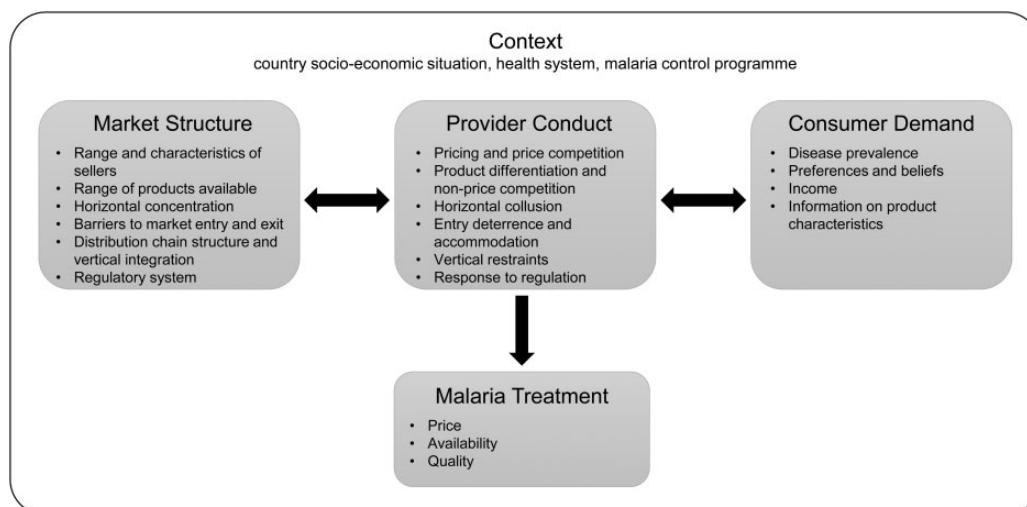 Context
country socio-economic situation, health system, malaria control programme
Market Structure
• Range and characteristics of
sellers
• Range of products available
• Horizontal concentration
• Barriers to market entry and exit
• Distribution chain structure and
vertical integration
• Regulatory system
Provider Conduct
• Pricing and price competition
• Product differentiation and
non-price competition
• Horizontal collusion
• Entry deterrence and
accommodation
• Vertical restraints
• Response to regulation
Consumer Demand
• Disease prevalence
• Preferences and beliefs
• Income
• Information on product
characteristics
Malaria Treatment
• Price
• Availability
• Quality